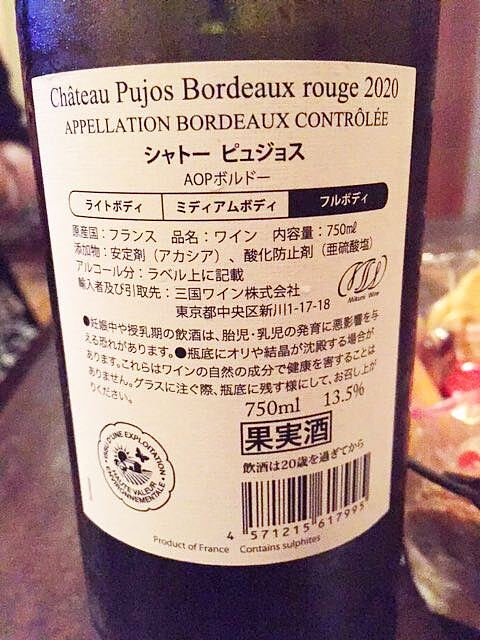 Château Pujos Bordeaux rouge 2020
APPELLATION BORDEAUX CONTRÔLÉE
シャトー ピュジョス
AOPボルドー
ライトボディ ミディアムボディ フルボディ
原産国：フランス 品名：ワイン 内容量：750㎖
添加物：安定剤（アカシア）、酸化防止剤（亜硫酸塩）
アルコール分：ラベル上に記載
輸入者及び引取先：三国ワイン株式会社
東京都中央区新川1-17-18
Mikuni Wine
●妊娠中や授乳期の飲酒は、胎児・乳児の発育に悪影響を与
える恐れがあります。●瓶底にオリや結晶が沈殿する場合が
あります。これらはワインの自然の成分で健康を害することは
ありません。グラスに注ぐ際、瓶底に残す様にして、お召し上が
りください。
750ml 13.5%
果実酒
飲酒は20歳を過ぎてから
ISSU D'UNE EXPLOITATION
HAUTE VALEUR
ENVIRONNEMENTALE
4 571215 617995
Product of France Contains sulphites